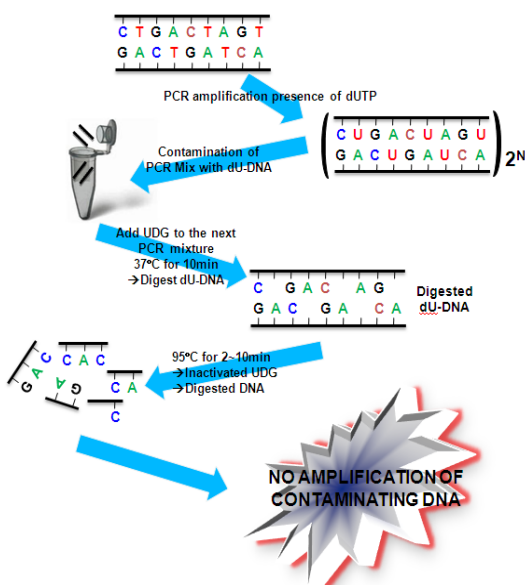 C T G A C T A G T
G A C T G A T C A
PCR amplification presence of dUTP
C U G A C U A G U
G A C U G A U C A
( ) 2N
Contamination of
PCR Mix with dU-DNA
Add UDG to the next
PCR mixture
37°C for 10min
→Digest dU-DNA
C G A C A G
G A C G A C A
Digested
dU-DNA
95°C for 2~10min
→Inactivated UDG
→Digested DNA
G A C
C A C
G A
C A
C
NO AMPLIFICATION OF
CONTAMINATING DNA